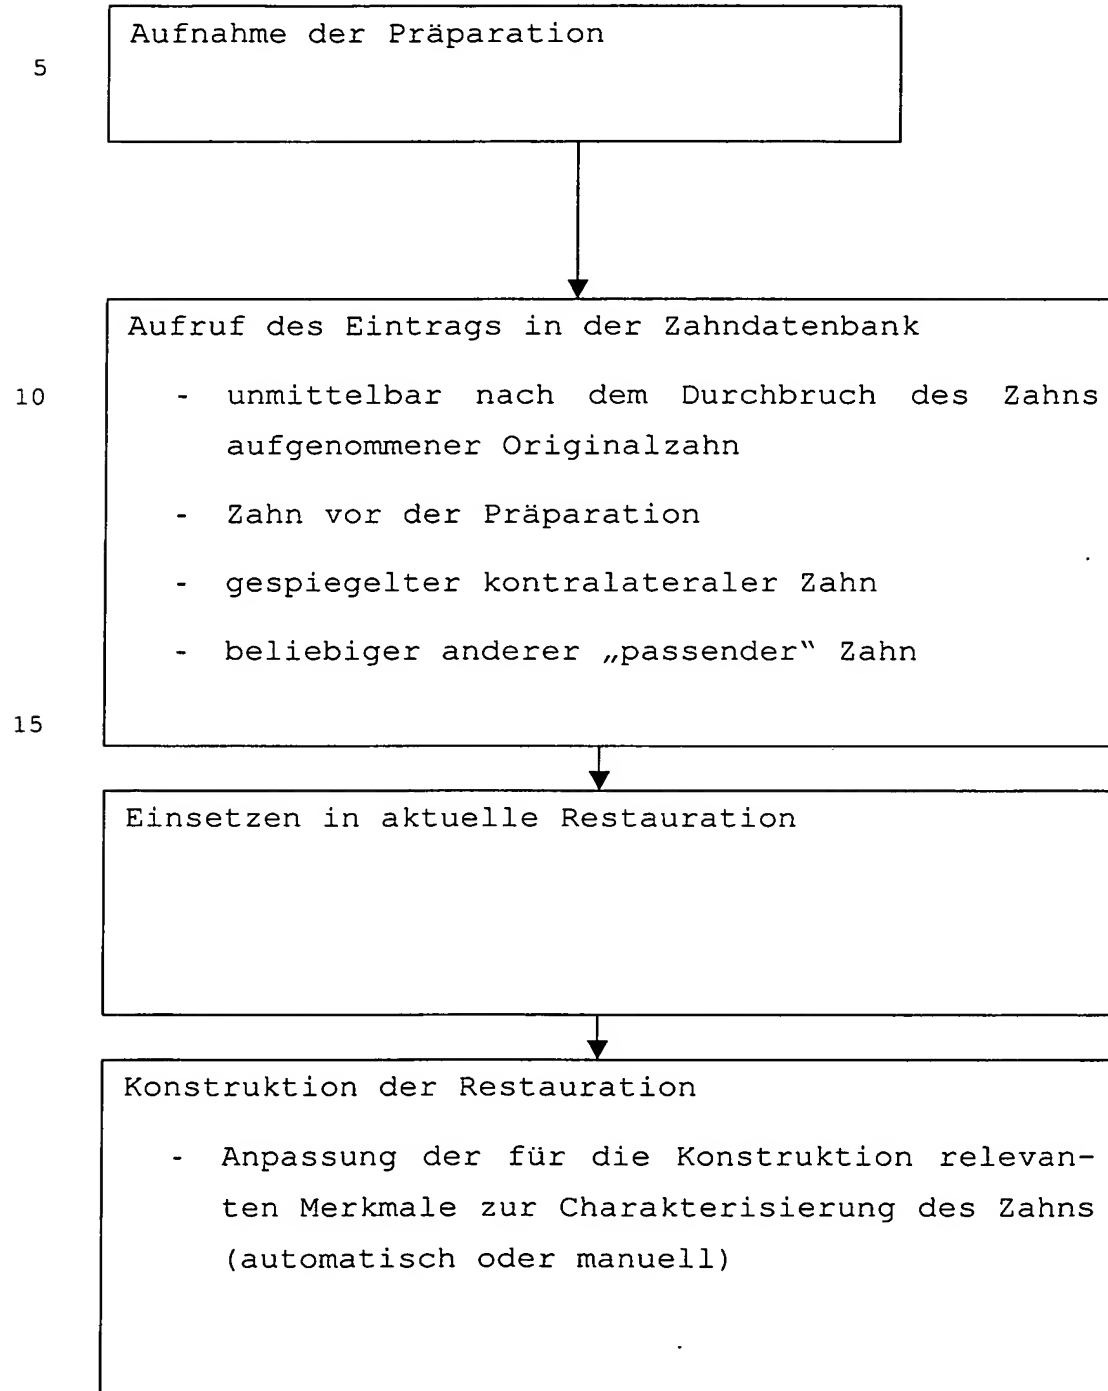 Aufnahme der Präparation
5
Aufruf des Eintrags in der Zahndatenbank
10 - unmittelbar nach dem Durchbruch des Zahns
aufgenommener Originalzahn
- Zahn vor der Präparation
- gespiegelter kontralateraler Zahn
- beliebiger anderer „passender“ Zahn
15
Einsetzen in aktuelle Restauration
Konstruktion der Restauration
- Anpassung der für die Konstruktion relevan-
ten Merkmale zur Charakterisierung des Zahns
(automatisch oder manuell)